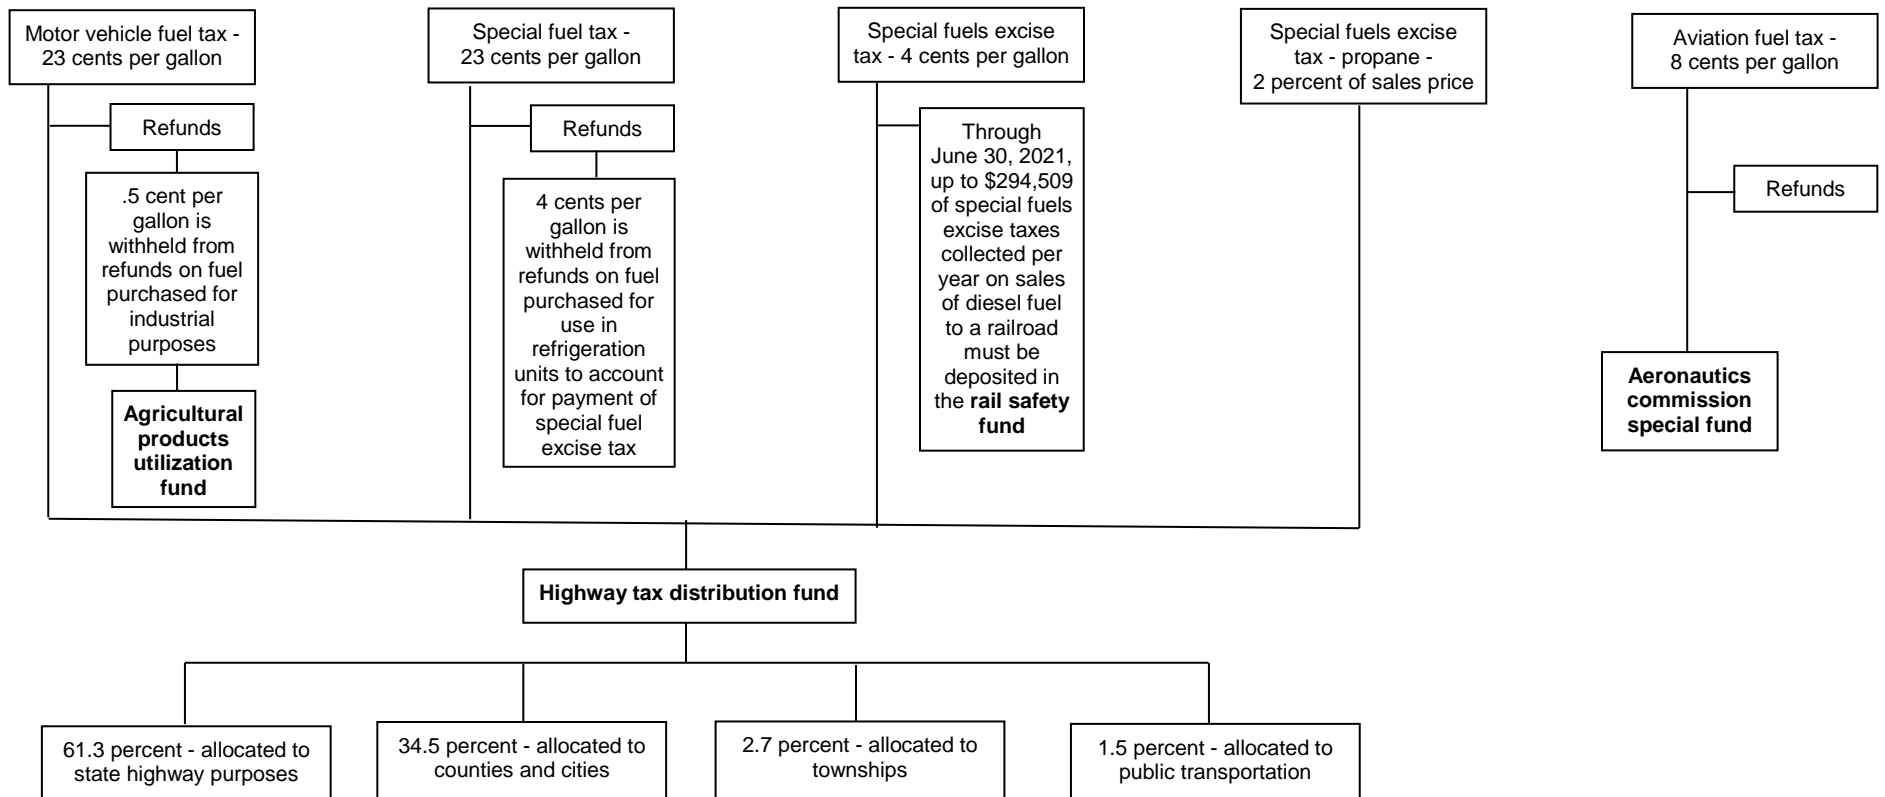 Motor vehicle fuel tax -
23 cents per gallon
Refunds
.5 cent per
gallon is
withheld from
refunds on fuel
purchased for
industrial
purposes
Agricultural
products
utilization
fund
Special fuel tax -
23 cents per gallon
Refunds
4 cents per
gallon is
withheld from
refunds on fuel
purchased for
use in
refrigeration
units to account
for payment of
special fuel
excise tax
Special fuels excise
tax - 4 cents per gallon
Through
June 30, 2021,
up to $294,509
of special fuels
excise taxes
collected per
year on sales
of diesel fuel
to a railroad
must be
deposited in
the rail safety
fund
Special fuels excise
tax - propane -
2 percent of sales price
Aviation fuel tax -
8 cents per gallon
Refunds
Aeronautics
commission
special fund
Highway tax distribution fund
61.3 percent - allocated to
state highway purposes
34.5 percent - allocated to
counties and cities
2.7 percent - allocated to
townships
1.5 percent - allocated to
public transportation